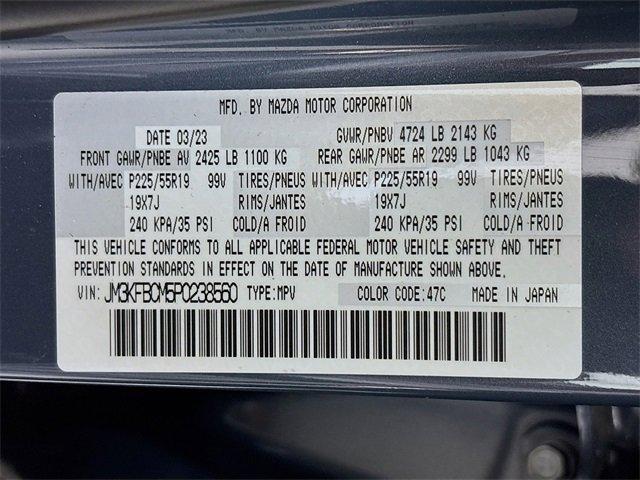 MFD. BY MAZDA MOTOR CORPORATION
DATE 03/23 GVWR/PNBV 4724 LB 2143 KG
FRONT GAWR/PNBE AV 2425 LB 1100 KG REAR GAWR/PNBE AR 2299 LB 1043 KG
WITH/AVEC P225/55R19 99V TIRES/PNEUS WITH/AVEC P225/55R19 99V TIRES/PNEUS
19X7J RIMS/JANTES 19X7J RIMS/JANTES
240 KPA/35 PSI COLD/A FROID 240 KPA/35 PSI COLD/A FROID
THIS VEHICLE CONFORMS TO ALL APPLICABLE FEDERAL MOTOR VEHICLE SAFETY AND THEFT
PREVENTION STANDARDS IN EFFECT ON THE DATE OF MANUFACTURE SHOWN ABOVE.
VIN: JM3KFBCM5P0238560 TYPE:MPV COLOR CODE:47C MADE IN JAPAN